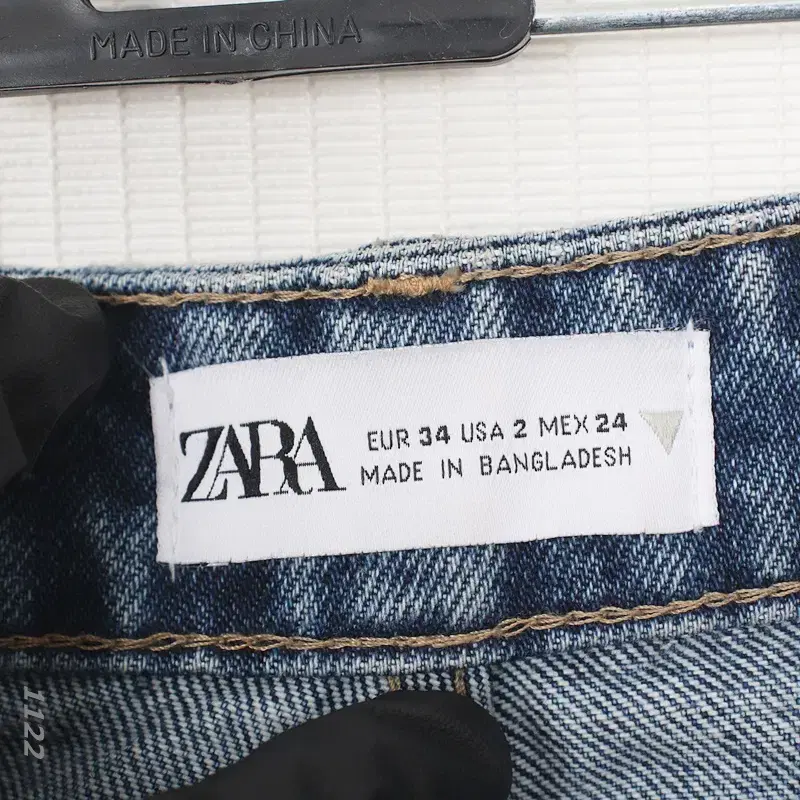 MADE IN CHINA
ZARA
EUR 34 USA 2 MEX 24
MADE IN BANGLADESH
1122